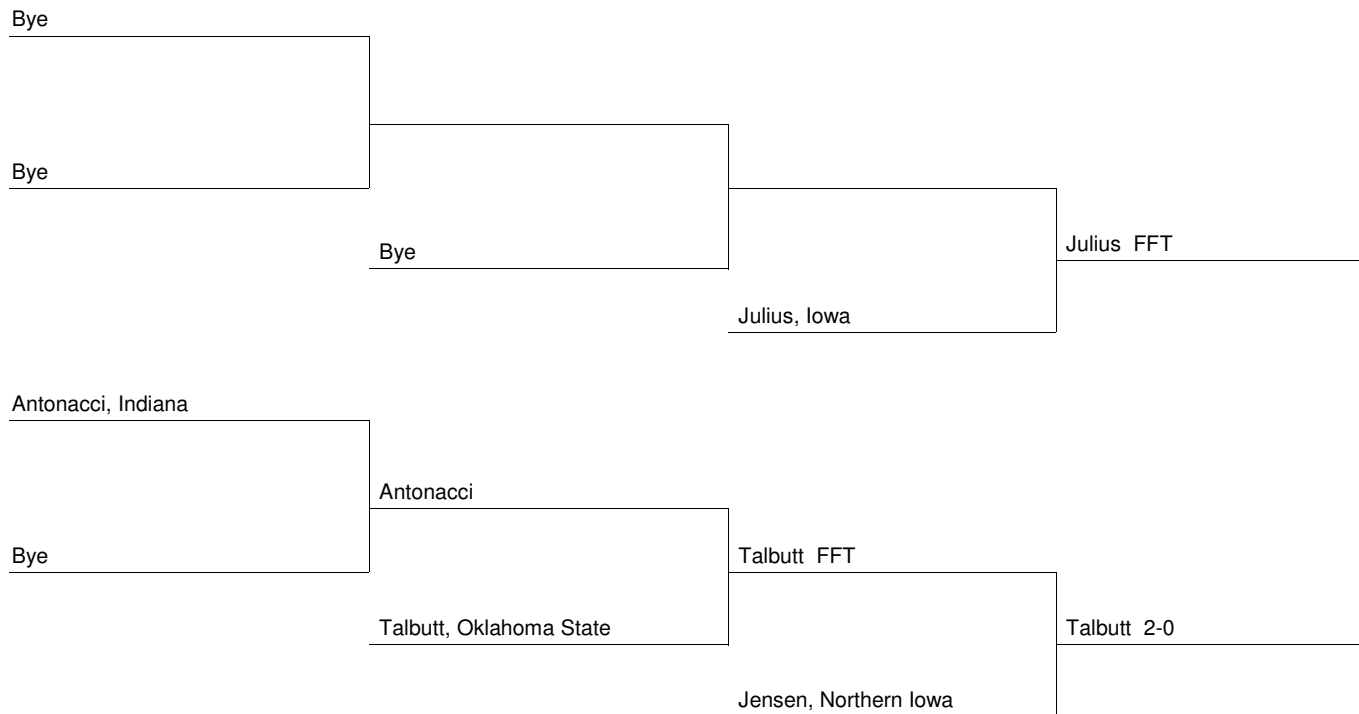 Bye
Bye
Bye
Julius FFT
Julius, Iowa
Antonacci, Indiana
Antonacci
Bye
Talbutt FFT
Talbutt, Oklahoma State
Talbutt 2-0
Jensen, Northern Iowa